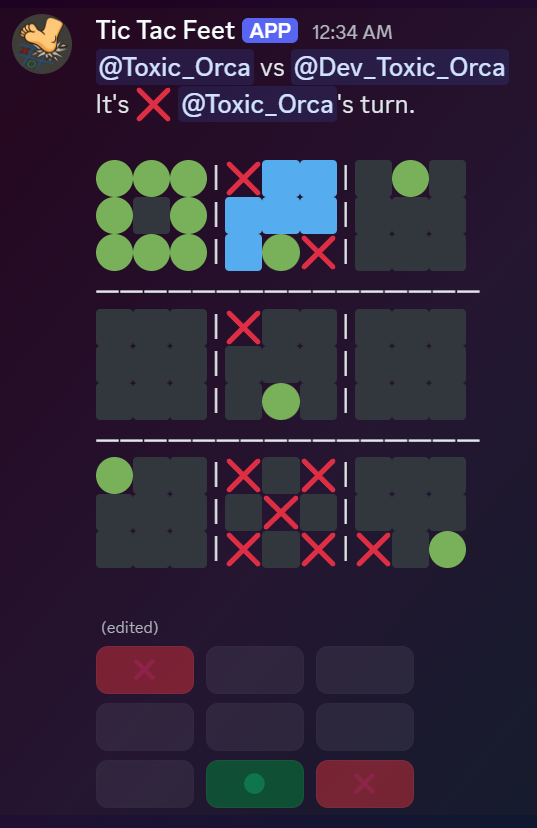 Tic Tac Feet APP 12:34 AM
@Toxic_Orca vs @Dev_Toxic_Orca
It's ❌ @Toxic_Orca's turn.
(edited)